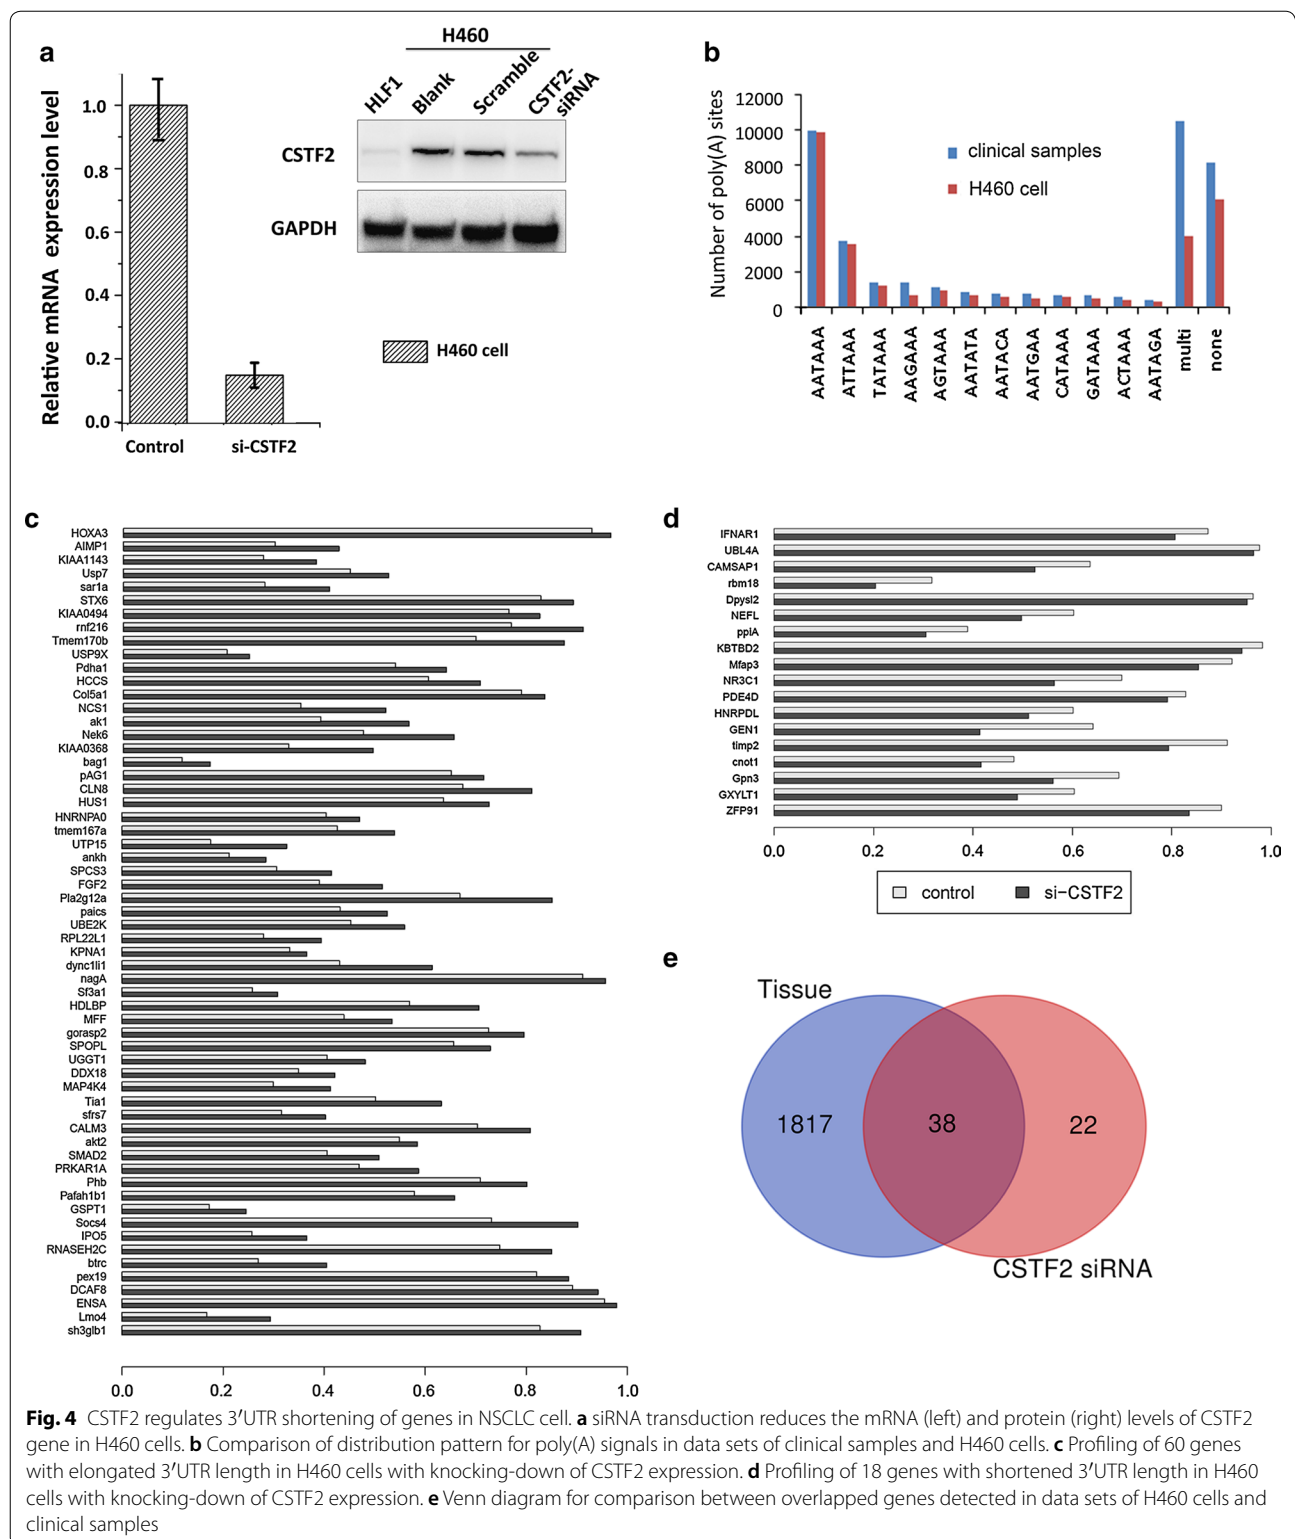 a
H460
HLF1
Blank
Scramble
CSTF2-
siRNA
CSTF2
GAPDH
Relative mRNA expression level
1.0
0.8
0.6
0.4
0.2
0.0
Control
si-CSTF2
H460 cell
b
Number of poly(A) sites
12000
10000
8000
6000
4000
2000
0
clinical samples
H460 cell
AATAAA
ATTAAA
TATAAA
AAGAAA
AGTAAA
AATATA
AATACA
AATGAA
CATAAA
GATAAA
ACTAAA
AATAGA
multi
none
c
HOXA3
AIMP1
KIAA1143
Usp7
sar1a
STX6
KIAA0494
rnf216
Tmem170b
USP9X
Pdha1
HCCS
Col5a1
NCS1
ak1
Nek6
KIAA0368
bag1
pAG1
CLN8
HUS1
HNRNPA0
tmem167a
UTP15
ankh
SPCS3
FGF2
Pla2g12a
paics
UBE2K
RPL22L1
KPNA1
dync1li1
nagA
Sf3a1
HDLBP
MFF
gorasp2
SPOPL
UGGT1
DDX18
MAP4K4
Tia1
sfrs7
CALM3
akt2
SMAD2
PRKAR1A
Phb
Pafah1b1
GSPT1
Socs4
IPO5
RNASEH2C
btrc
pex19
DCAF8
ENSA
Lmo4
sh3glb1
0.0 0.2 0.4 0.6 0.8 1.0
d
IFNAR1
UBL4A
CAMSAP1
rbm18
Dpysl2
NEFL
pplA
KBTBD2
Mfap3
NR3C1
PDE4D
HNRPDL
GEN1
timp2
cnot1
Gpn3
GXYLT1
ZFP91
0.0 0.2 0.4 0.6 0.8 1.0
control si−CSTF2
e
Tissue
1817 38 22
CSTF2 siRNA
Fig. 4 CSTF2 regulates 3′UTR shortening of genes in NSCLC cell. a siRNA transduction reduces the mRNA (left) and protein (right) levels of CSTF2
gene in H460 cells. b Comparison of distribution pattern for poly(A) signals in data sets of clinical samples and H460 cells. c Profiling of 60 genes
with elongated 3′UTR length in H460 cells with knocking-down of CSTF2 expression. d Profiling of 18 genes with shortened 3′UTR length in H460
cells with knocking-down of CSTF2 expression. e Venn diagram for comparison between overlapped genes detected in data sets of H460 cells and
clinical samples